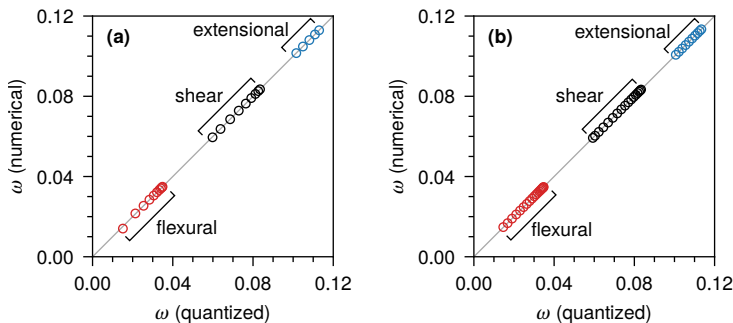 (a)
extensional
shear
flexural
0.12
0.08
0.04
0.00
ω (numerical)
0.00 0.04 0.08 0.12
ω (quantized)
(b)
extensional
shear
flexural
0.12
0.08
0.04
0.00
ω (numerical)
0.00 0.04 0.08 0.12
ω (quantized)